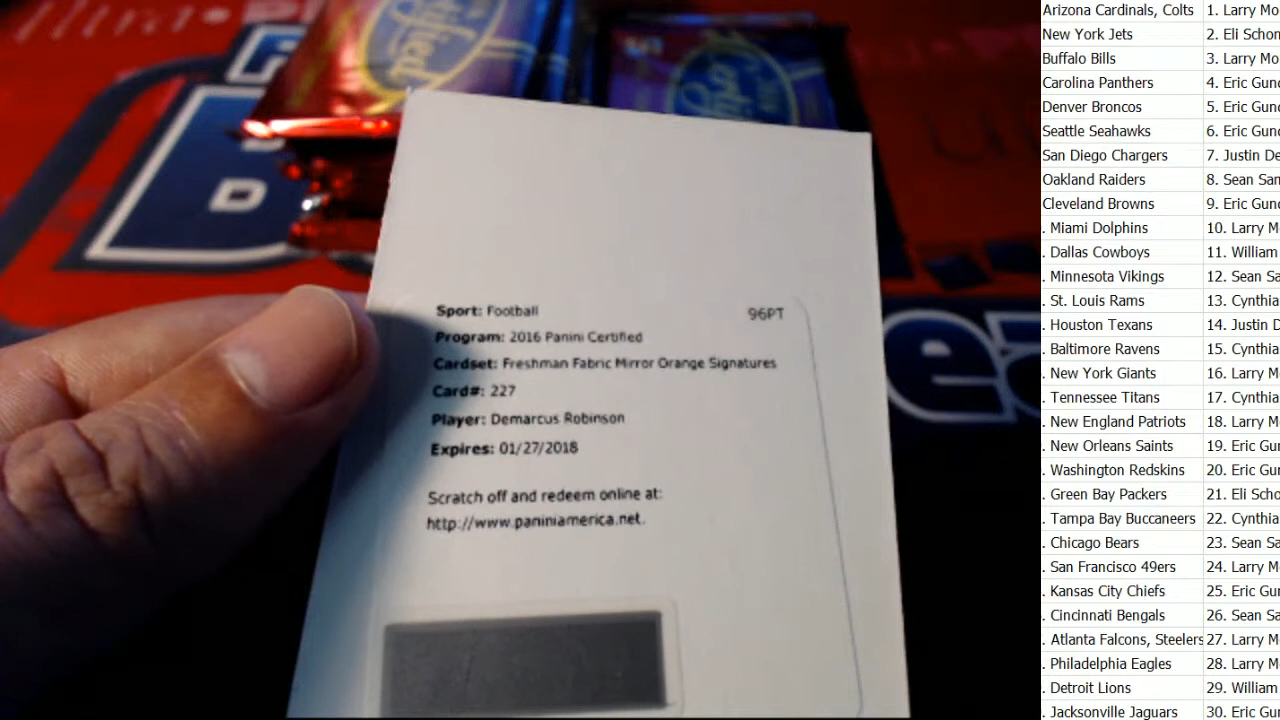 Sport: Football
96PT
Program: 2016 Panini Certified
Cardset: Freshman Fabric Mirror Orange Signatures
Card#: 227
Player: Demarcus Robinson
Expires: 01/27/2018
Scratch off and redeem online at:
http://www.paniniamerica.net.
Arizona Cardinals, Colts 1. Larry Mo
New York Jets 2. Eli Schon
Buffalo Bills 3. Larry Mo
Carolina Panthers 4. Eric Gund
Denver Broncos 5. Eric Gund
Seattle Seahawks 6. Eric Gund
San Diego Chargers 7. Justin De
Oakland Raiders 8. Sean San
Cleveland Browns 9. Eric Gund
. Miami Dolphins 10. Larry M
. Dallas Cowboys 11. William
. Minnesota Vikings 12. Sean Sa
. St. Louis Rams 13. Cynthia
. Houston Texans 14. Justin D
. Baltimore Ravens 15. Cynthia
. New York Giants 16. Larry M
. Tennessee Titans 17. Cynthia
. New England Patriots 18. Larry M
. New Orleans Saints 19. Eric Gun
. Washington Redskins 20. Eric Gun
. Green Bay Packers 21. Eli Scho
. Tampa Bay Buccaneers 22. Cynthia
. Chicago Bears 23. Sean Sa
. San Francisco 49ers 24. Larry M
. Kansas City Chiefs 25. Eric Gun
. Cincinnati Bengals 26. Sean Sa
. Atlanta Falcons, Steelers 27. Larry M
. Philadelphia Eagles 28. Larry M
. Detroit Lions 29. William
. Jacksonville Jaguars 30. Eric Gun